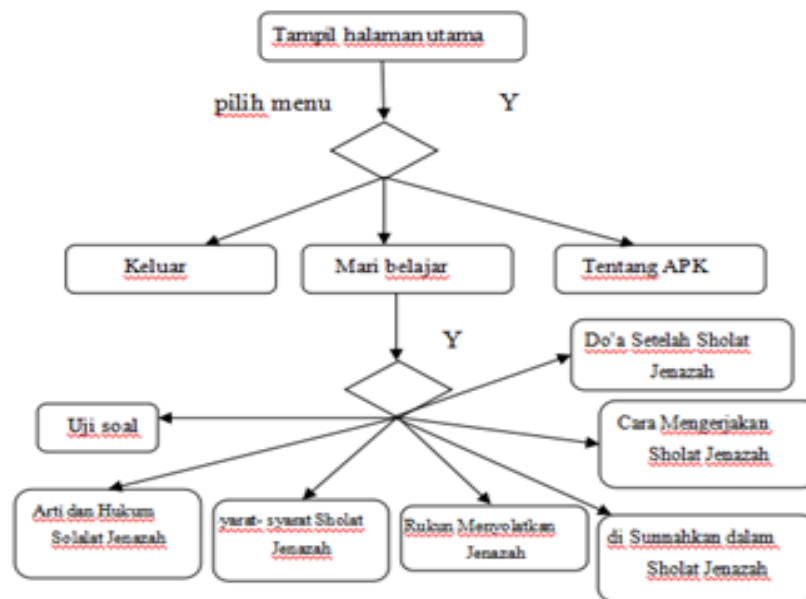 Tampil halaman utama
pilih menu
Y
Keluar
Mari belajar
Tentang APK
Y
Do'a Setelah Sholat
Jenazah
Uji soal
Cara Mengerjakan
Sholat Jenazah
Arti dan Hukum
Solalat Jenazah
yarat- syarat Sholat
Jenazah
Rukun Menyolatkan
Jenazah
di Sunnahkan dalam
Sholat Jenazah